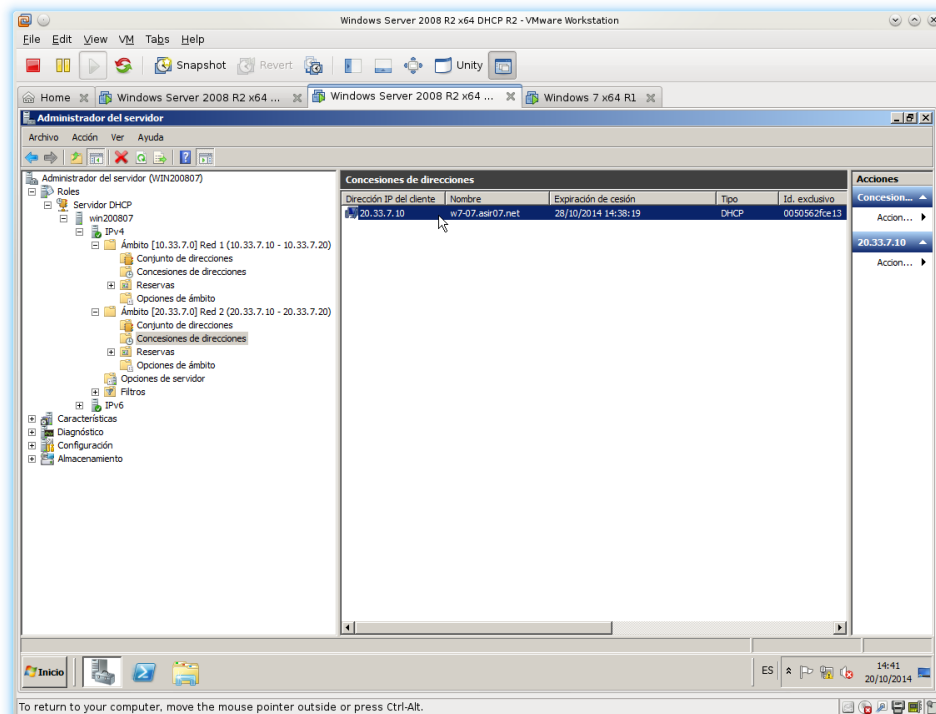 Windows Server 2008 R2 x64 DHCP R2 - VMware Workstation
File Edit View VM Tabs Help
Snapshot Revert Unity
Home Windows Server 2008 R2 x64 ... Windows Server 2008 R2 x64 ... Windows 7 x64 R1
Administrador del servidor
Archivo Acción Ver Ayuda
Administrador del servidor (WIN200807)
Roles
Servidor DHCP
win200807
IPv4
Ámbito [10.33.7.0] Red 1 (10.33.7.10 - 10.33.7.20)
Conjunto de direcciones
Concesiones de direcciones
Reservas
Opciones de ámbito
Ámbito [20.33.7.0] Red 2 (20.33.7.10 - 20.33.7.20)
Conjunto de direcciones
Concesiones de direcciones
Reservas
Opciones de ámbito
Opciones de servidor
Filtros
IPv6
Características
Diagnóstico
Configuración
Almacenamiento
Concesiones de direcciones
Dirección IP del cliente Nombre Expiración de cesión Tipo Id. exclusivo
20.33.7.10 w7-07.asir07.net 28/10/2014 14:38:19 DHCP 0050562fce13
Acciones
Concesion...
Accion...
20.33.7.10
Accion...
Inicio
ES
14:41
20/10/2014
To return to your computer, move the mouse pointer outside or press Ctrl-Alt.